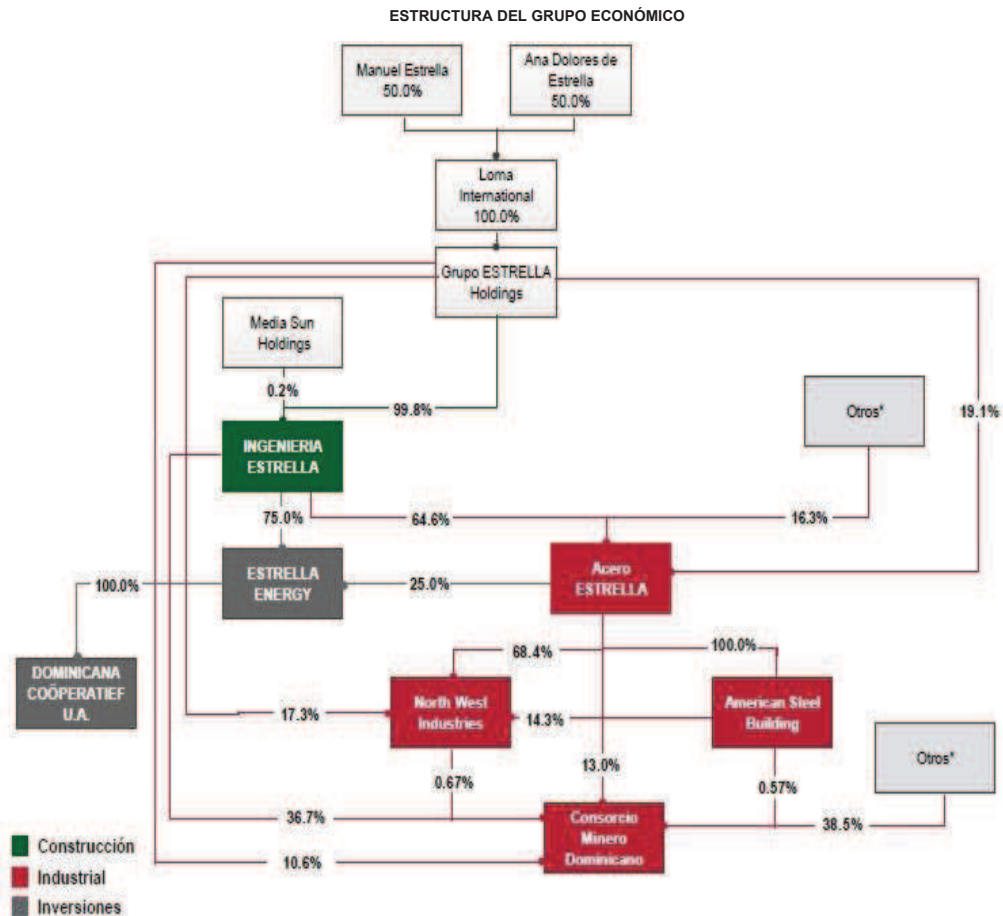 ESTRUCTURA DEL GRUPO ECONÓMICO
Manuel Estrella
50.0%
Ana Dolores de
Estrella
50.0%
Loma
International
100.0%
Grupo ESTRELLA
Holdings
Media Sun
Holdings
0.2%
99.8%
Otros*
19.1%
INGENIERIA
ESTRELLA
75.0%
64.6%
16.3%
ESTRELLA
ENERGY
100.0%
25.0%
Acero
ESTRELLA
DOMINICANA
COÖPERATIEF
U.A.
68.4%
100.0%
North West
Industries
American Steel
Building
17.3%
14.3%
Otros*
0.67%
13.0%
0.57%
36.7%
Consorcio
Minero
Dominicano
38.5%
10.6%
Construcción
Industrial
Inversiones